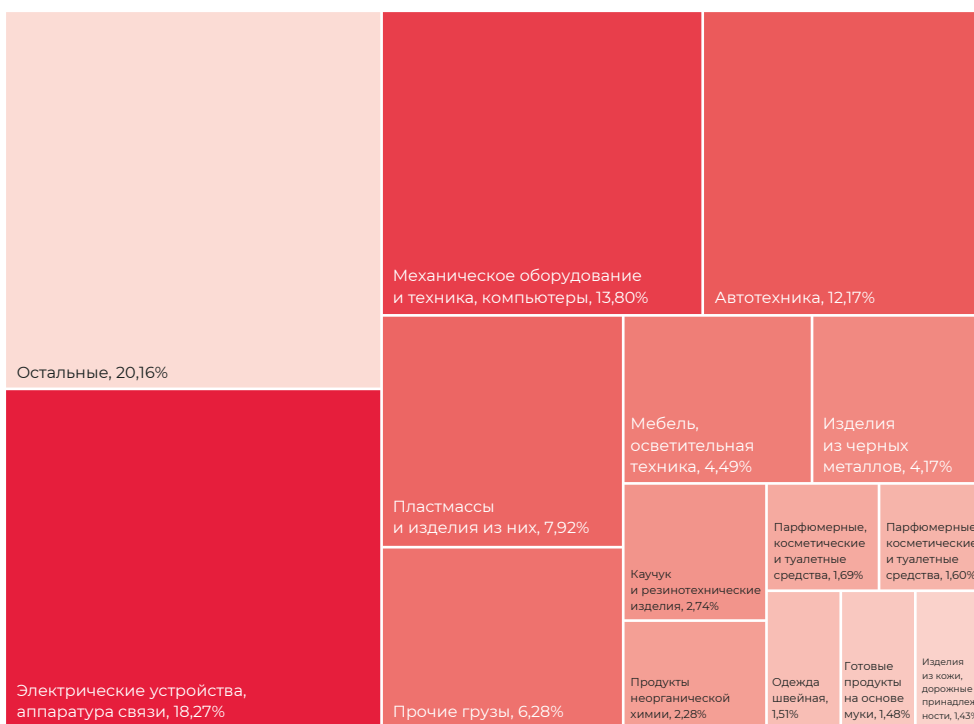 Остальные, 20,16%
Электрические устройства,
аппаратура связи, 18,27%
Механическое оборудование
и техника, компьютеры, 13,80%
Автотехника, 12,17%
Пластмассы
и изделия из них, 7,92%
Прочие грузы, 6,28%
Мебель,
осветительная
техника, 4,49%
Изделия
из черных
металлов, 4,17%
Каучук
и резинотехнические
изделия, 2,74%
Продукты
неорганической
химии, 2,28%
Парфюмерные,
косметические
и туалетные
средства, 1,69%
Парфюмерные
косметические
и туалетные
средства, 1,60%
Одежда
швейная,
1,51%
Готовые
продукты
на основе
муки, 1,48%
Изделия
из кожи,
дорожные
принадлеж
ности, 1,43%